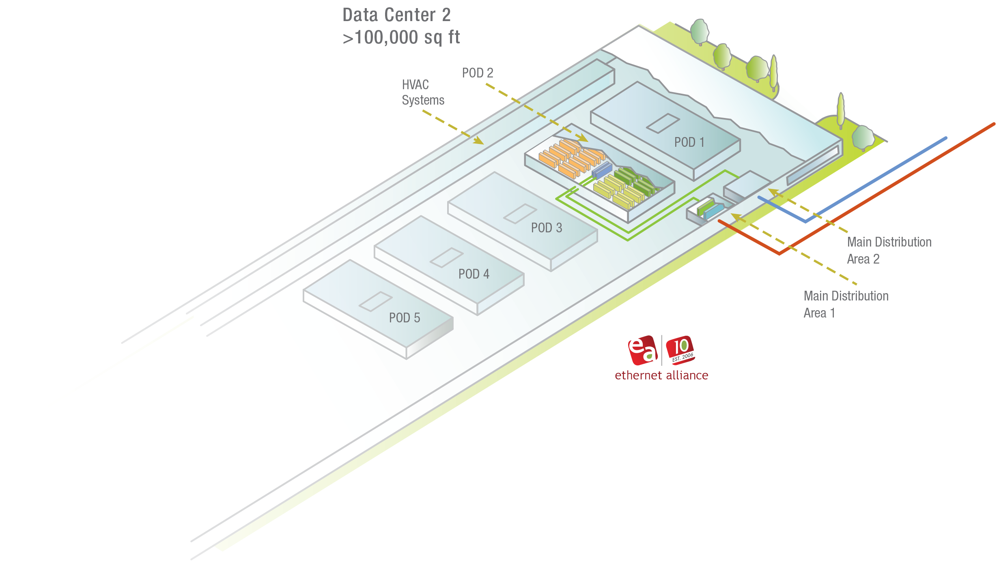 Data Center 2
>100,000 sq ft
POD 2
HVAC
Systems
POD 1
POD 3
POD 4
POD 5
Main Distribution
Area 2
Main Distribution
Area 1
ea
10
EST. 2006
ethernet alliance